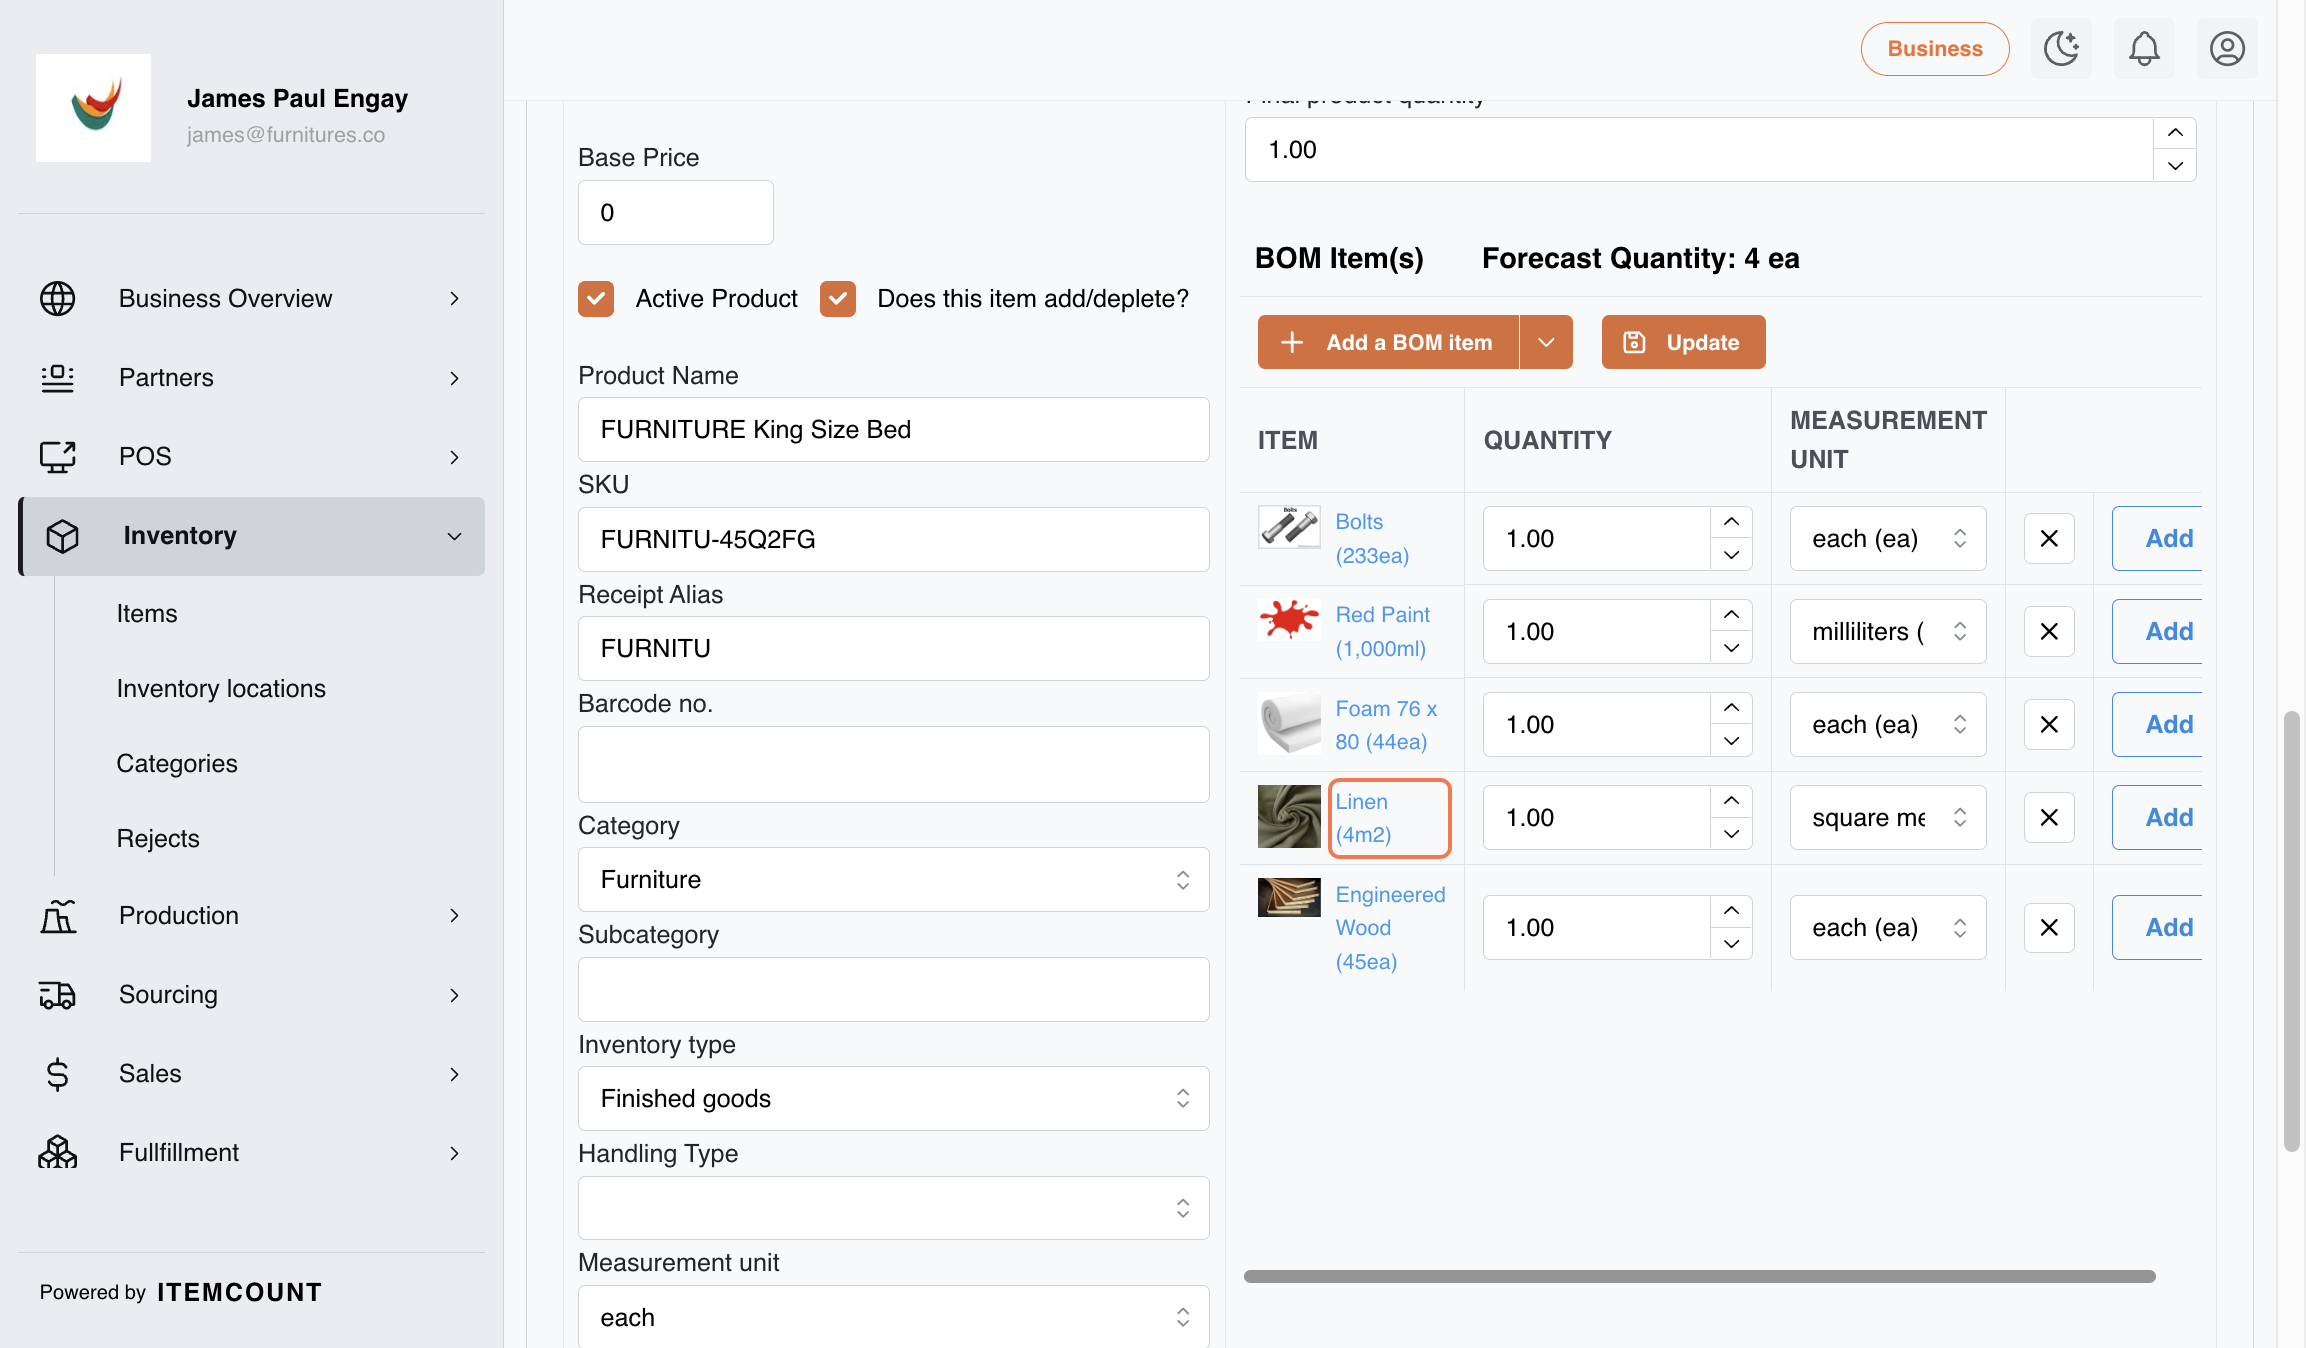 James Paul Engay
james@furnitures.co
Business Overview
Partners
POS
Inventory
Items
Inventory locations
Categories
Rejects
Production
Sourcing
Sales
Fullfillment
Powered by ITEMCOUNT
Business
Base Price
0
Active Product
Does this item add/deplete?
Product Name
FURNITURE King Size Bed
SKU
FURNITU-45Q2FG
Receipt Alias
FURNITU
Barcode no.
Category
Furniture
Subcategory
Inventory type
Finished goods
Handling Type
Measurement unit
each
Final product quantity
1.00
BOM Item(s) Forecast Quantity: 4 ea
Add a BOM item
Update
ITEM QUANTITY MEASUREMENT
UNIT
Bolts
Bolts
(233ea)
1.00
each (ea)
Add
Red Paint
(1,000ml)
1.00
milliliters (
Add
Foam 76 x
80 (44ea)
1.00
each (ea)
Add
Linen
(4m2)
1.00
square me
Add
Engineered
Wood
(45ea)
1.00
each (ea)
Add